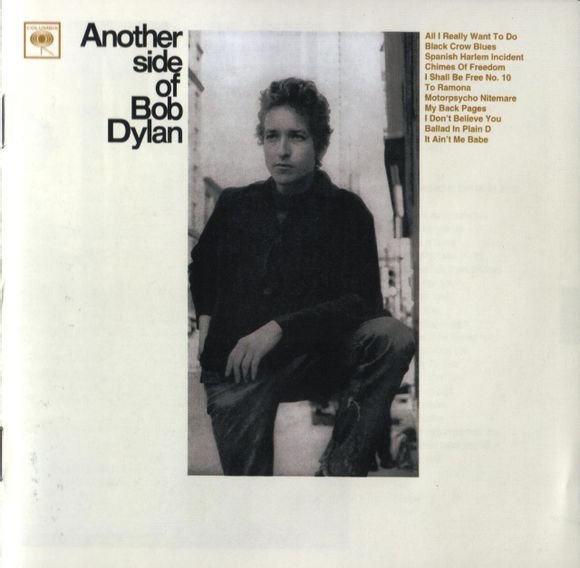 COLUMBIA
Another
side
of
Bob
Dylan
All I Really Want To Do
Black Crow Blues
Spanish Harlem Incident
Chimes Of Freedom
I Shall Be Free No. 10
To Ramona
Motorpsycho Nitemare
My Back Pages
I Don't Believe You
Ballad In Plain D
It Ain't Me Babe